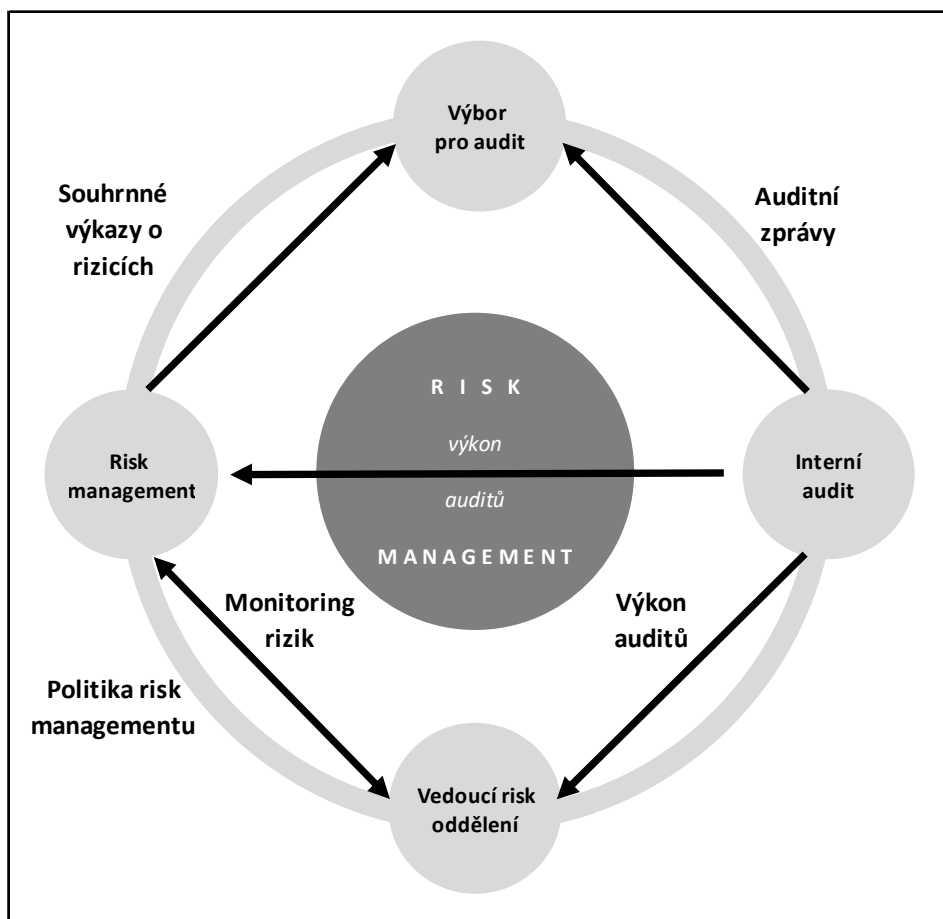 Výbor
pro audit
Souhrnné
výkazy o
rizicích
Auditní
zprávy
R I S K
výkon
auditů
M A N A G E M E N T
Risk
management
Interní
audit
Monitoring
rizik
Výkon
auditů
Politika risk
managementu
Vedoucí risk
oddělení